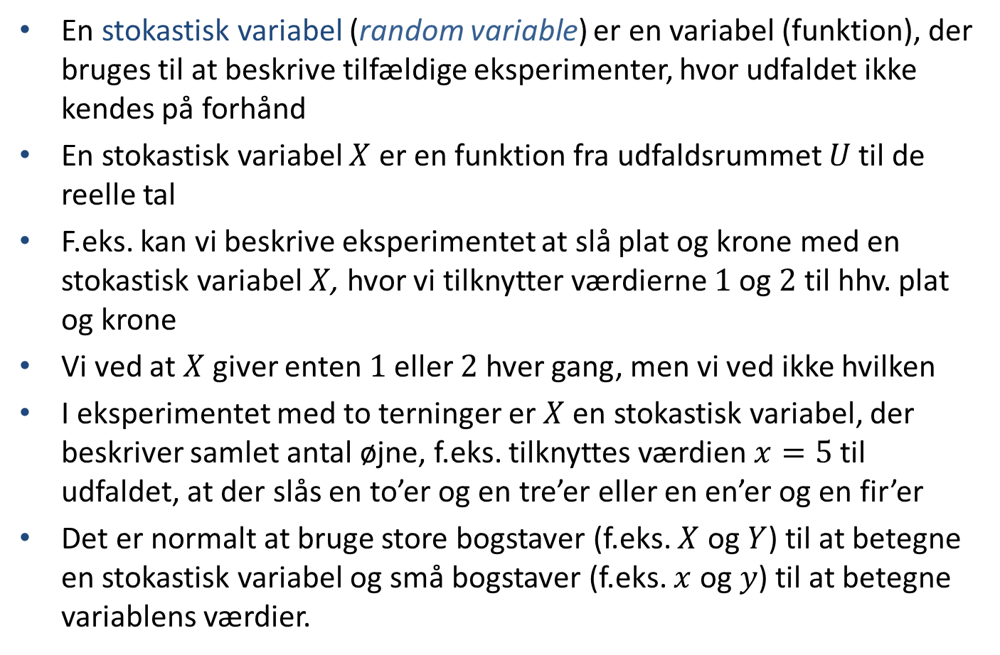 • En stokastisk variabel (random variable) er en variabel (funktion), der
bruges til at beskrive tilfældige eksperimenter, hvor udfaldet ikke
kendes på forhånd
• En stokastisk variabel X er en funktion fra udfaldsrummet U til de
reelle tal
• F.eks. kan vi beskrive eksperimentet at slå plat og krone med en
stokastisk variabel X, hvor vi tilknytter værdierne 1 og 2 til hhv. plat
og krone
• Vi ved at X giver enten 1 eller 2 hver gang, men vi ved ikke hvilken
• I eksperimentet med to terninger er X en stokastisk variabel, der
beskriver samlet antal øjne, f.eks. tilknyttes værdien x = 5 til
udfaldet, at der slås en to’er og en tre’er eller en en’er og en fir’er
• Det er normalt at bruge store bogstaver (f.eks. X og Y) til at betegne
en stokastisk variabel og små bogstaver (f.eks. x og y) til at betegne
variablens værdier.